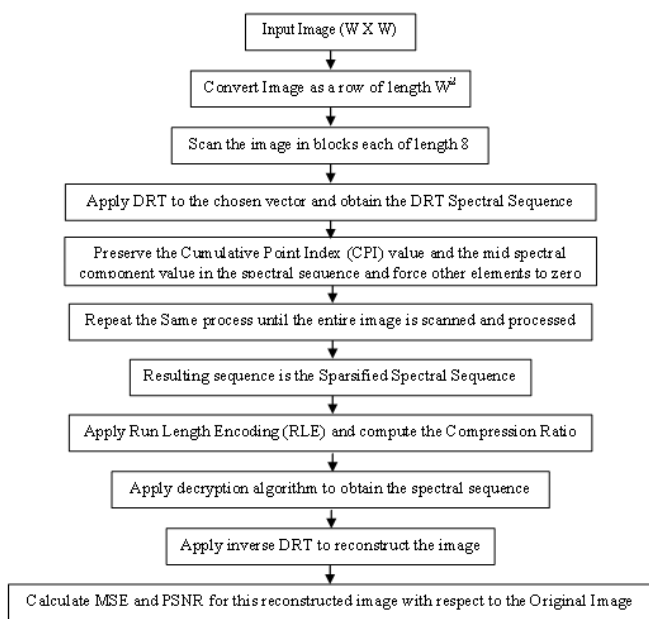 Input Image (W X W)
Convert Image as a row of length W²
Scan the image in blocks each of length 8
Apply DRT to the chosen vector and obtain the DRT Spectral Sequence
Preserve the Cumulative Point Index (CPI) value and the mid spectral
component value in the spectral sequence and force other elements to zero
Repeat the Same process until the entire image is scanned and processed
Resulting sequence is the Sparsified Spectral Sequence
Apply Run Length Encoding (RLE) and compute the Compression Ratio
Apply decryption algorithm to obtain the spectral sequence
Apply inverse DRT to reconstruct the image
Calculate MSE and PSNR for this reconstructed image with respect to the Original Image